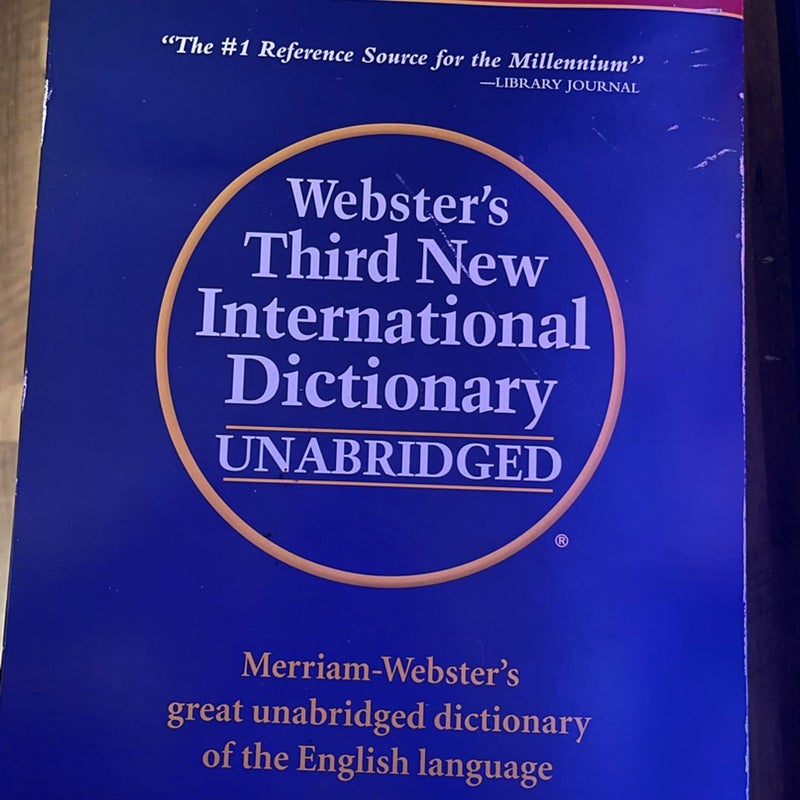 “The #1 Reference Source for the Millennium”
—LIBRARY JOURNAL
Webster’s
Third New
International
Dictionary
UNABRIDGED
®
Merriam-Webster’s
great unabridged dictionary
of the English language